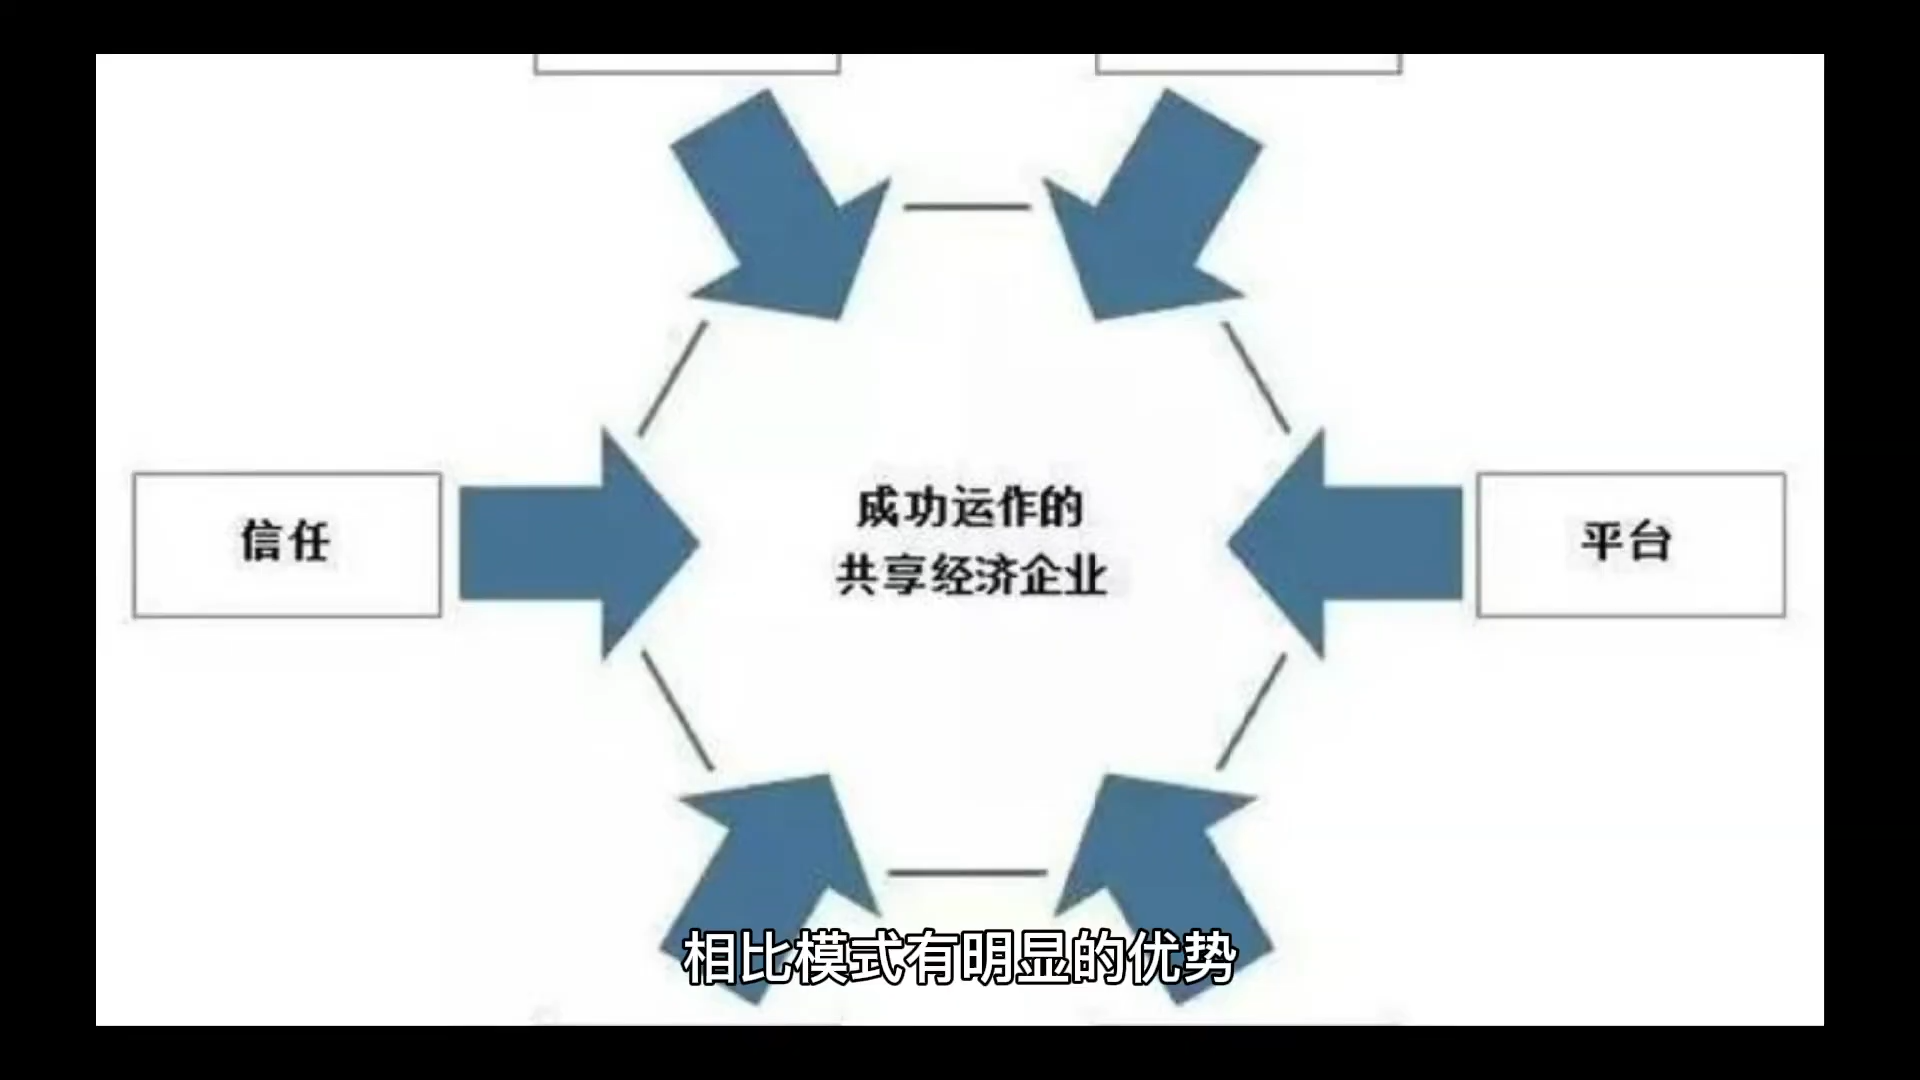 成功运作的
共享经济企业
信任
平台
相比模式有明显的优势